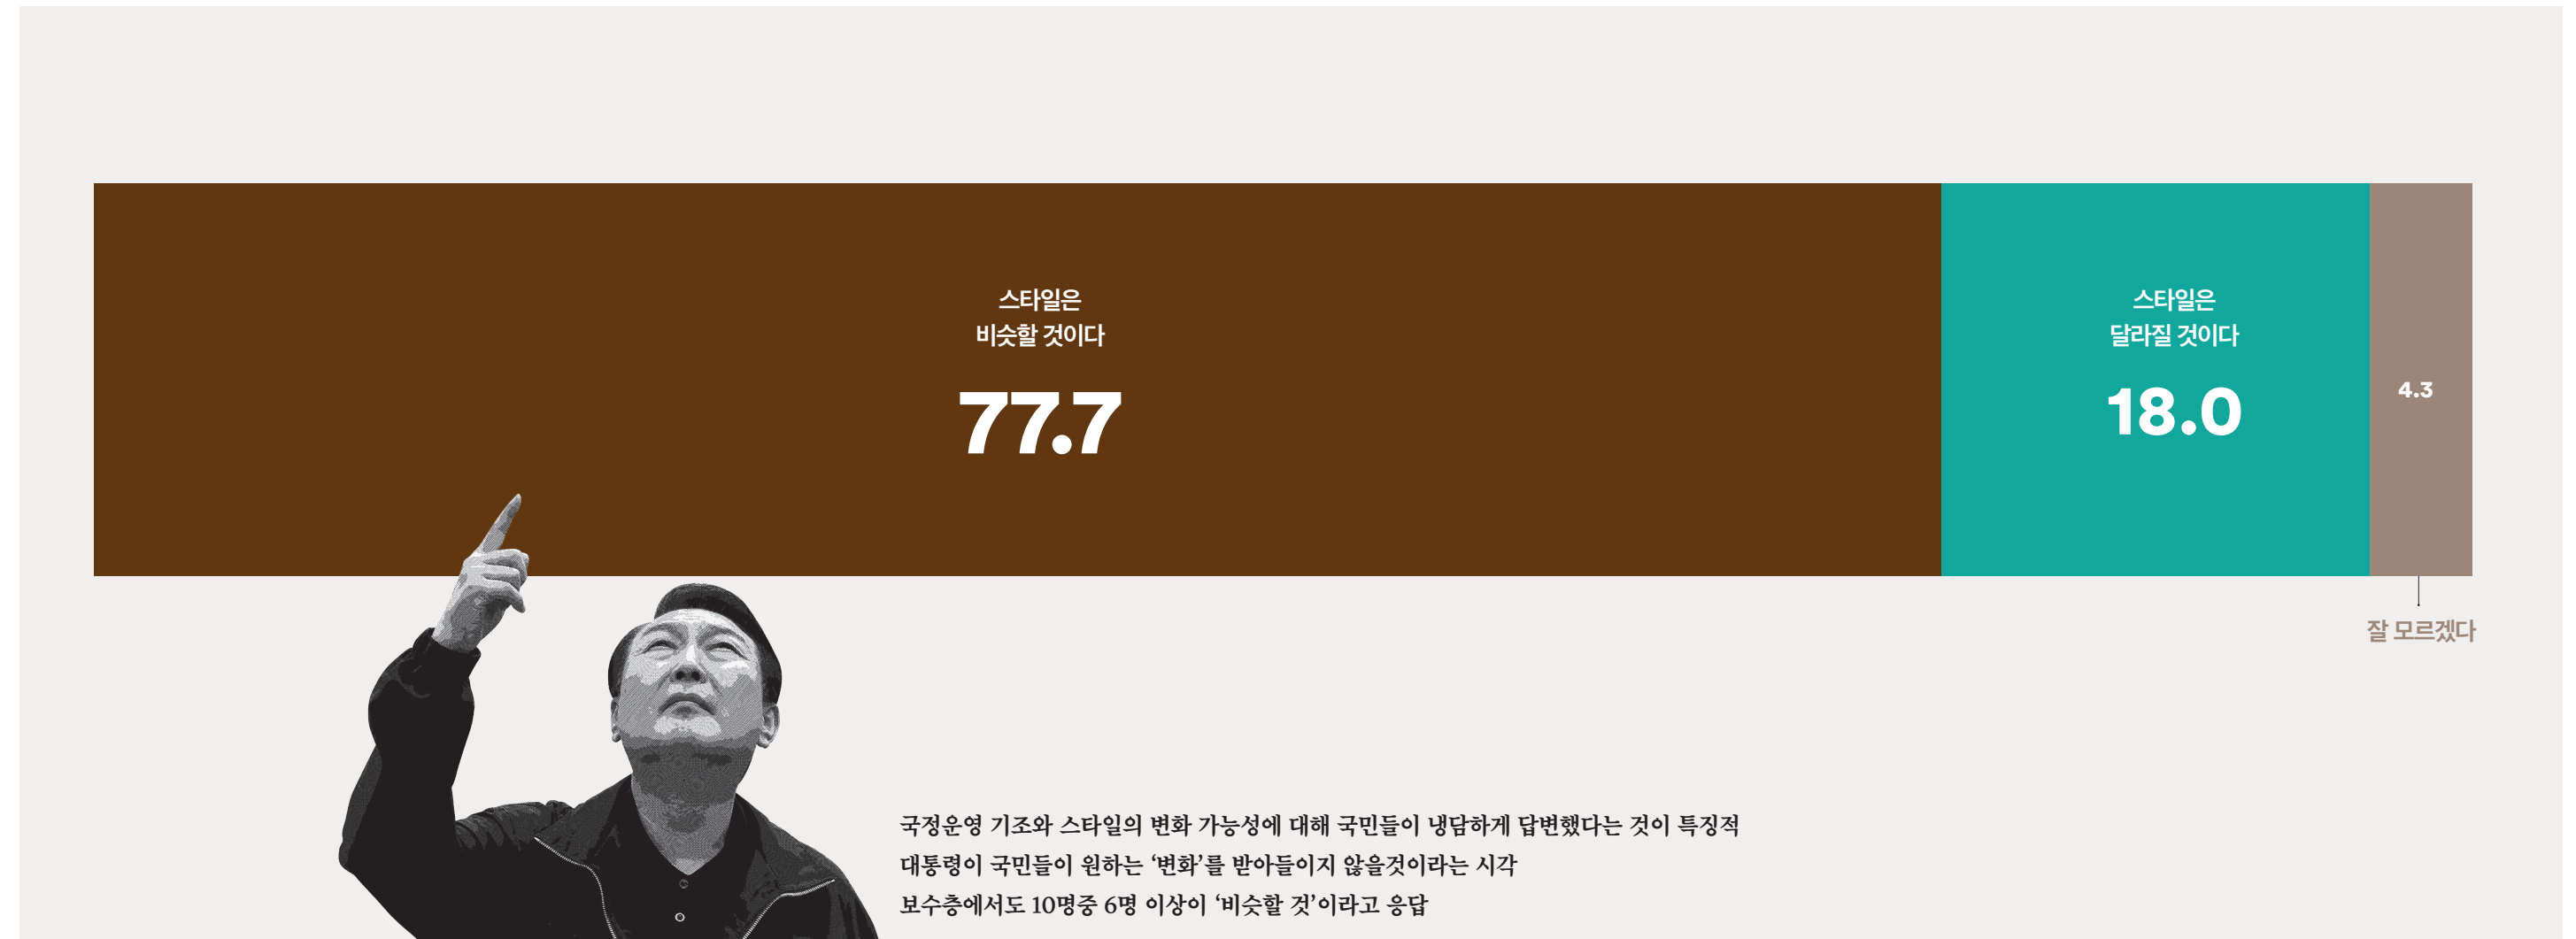 스타일은
비슷할 것이다
77.7
스타일은
달라질 것이다
18.0
4.3
잘 모르겠다
국정운영 기조와 스타일의 변화 가능성에 대해 국민들이 냉담하게 답변했다는 것이 특징적
대통령이 국민들이 원하는 ‘변화’를 받아들이지 않을것이라는 시각
보수층에서도 10명중 6명 이상이 ‘비슷할 것’이라고 응답